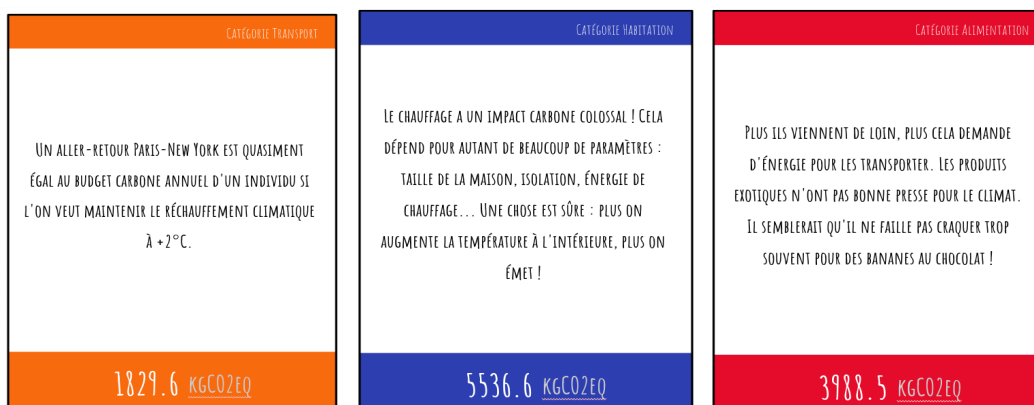 CATÉGORIE TRANSPORT
UN ALLER-RETOUR PARIS-NEW YORK EST QUASIMENT
ÉGAL AU BUDGET CARBONE ANNUEL D'UN INDIVIDU SI
L'ON VEUT MAINTENIR LE RÉCHAUFFEMENT CLIMATIQUE
À +2°C.
1829.6 KGCO2EQ
CATÉGORIE HABITATION
LE CHAUFFAGE A UN IMPACT CARBONE COLOSSAL ! CELA
DÉPEND POUR AUTANT DE BEAUCOUP DE PARAMÈTRES :
TAILLE DE LA MAISON, ISOLATION, ÉNERGIE DE
CHAUFFAGE... UNE CHOSE EST SÛRE : PLUS ON
AUGMENTE LA TEMPÉRATURE À L'INTÉRIEURE, PLUS ON
ÉMET !
5536.6 KGCO2EQ
CATÉGORIE ALIMENTATION
PLUS ILS VIENNENT DE LOIN, PLUS CELA DEMANDE
D'ÉNERGIE POUR LES TRANSPORTER. LES PRODUITS
EXOTIQUES N'ONT PAS BONNE PRESSE POUR LE CLIMAT.
IL SEMBLERAIT QU'IL NE FAILLE PAS CRAQUER TROP
SOUVENT POUR DES BANANES AU CHOCOLAT !
3988.5 KGCO2EQ